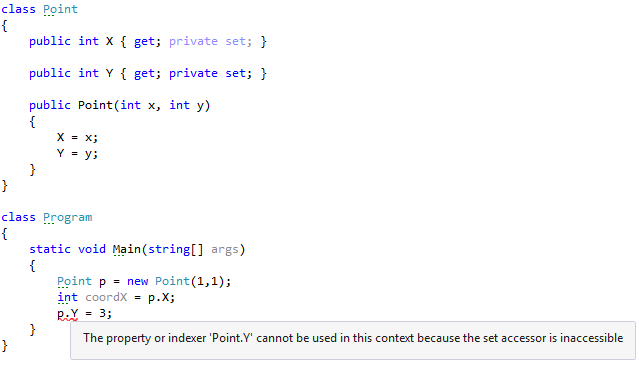 class Point
{
    public int X { get; private set; }

    public int Y { get; private set; }

    public Point(int x, int y)
    {
        X = x;
        Y = y;
    }
}

class Program
{
    static void Main(string[] args)
    {
        Point p = new Point(1,1);
        int coordX = p.X;
        p.Y = 3;
    }
The property or indexer 'Point.Y' cannot be used in this context because the set accessor is inaccessible
}